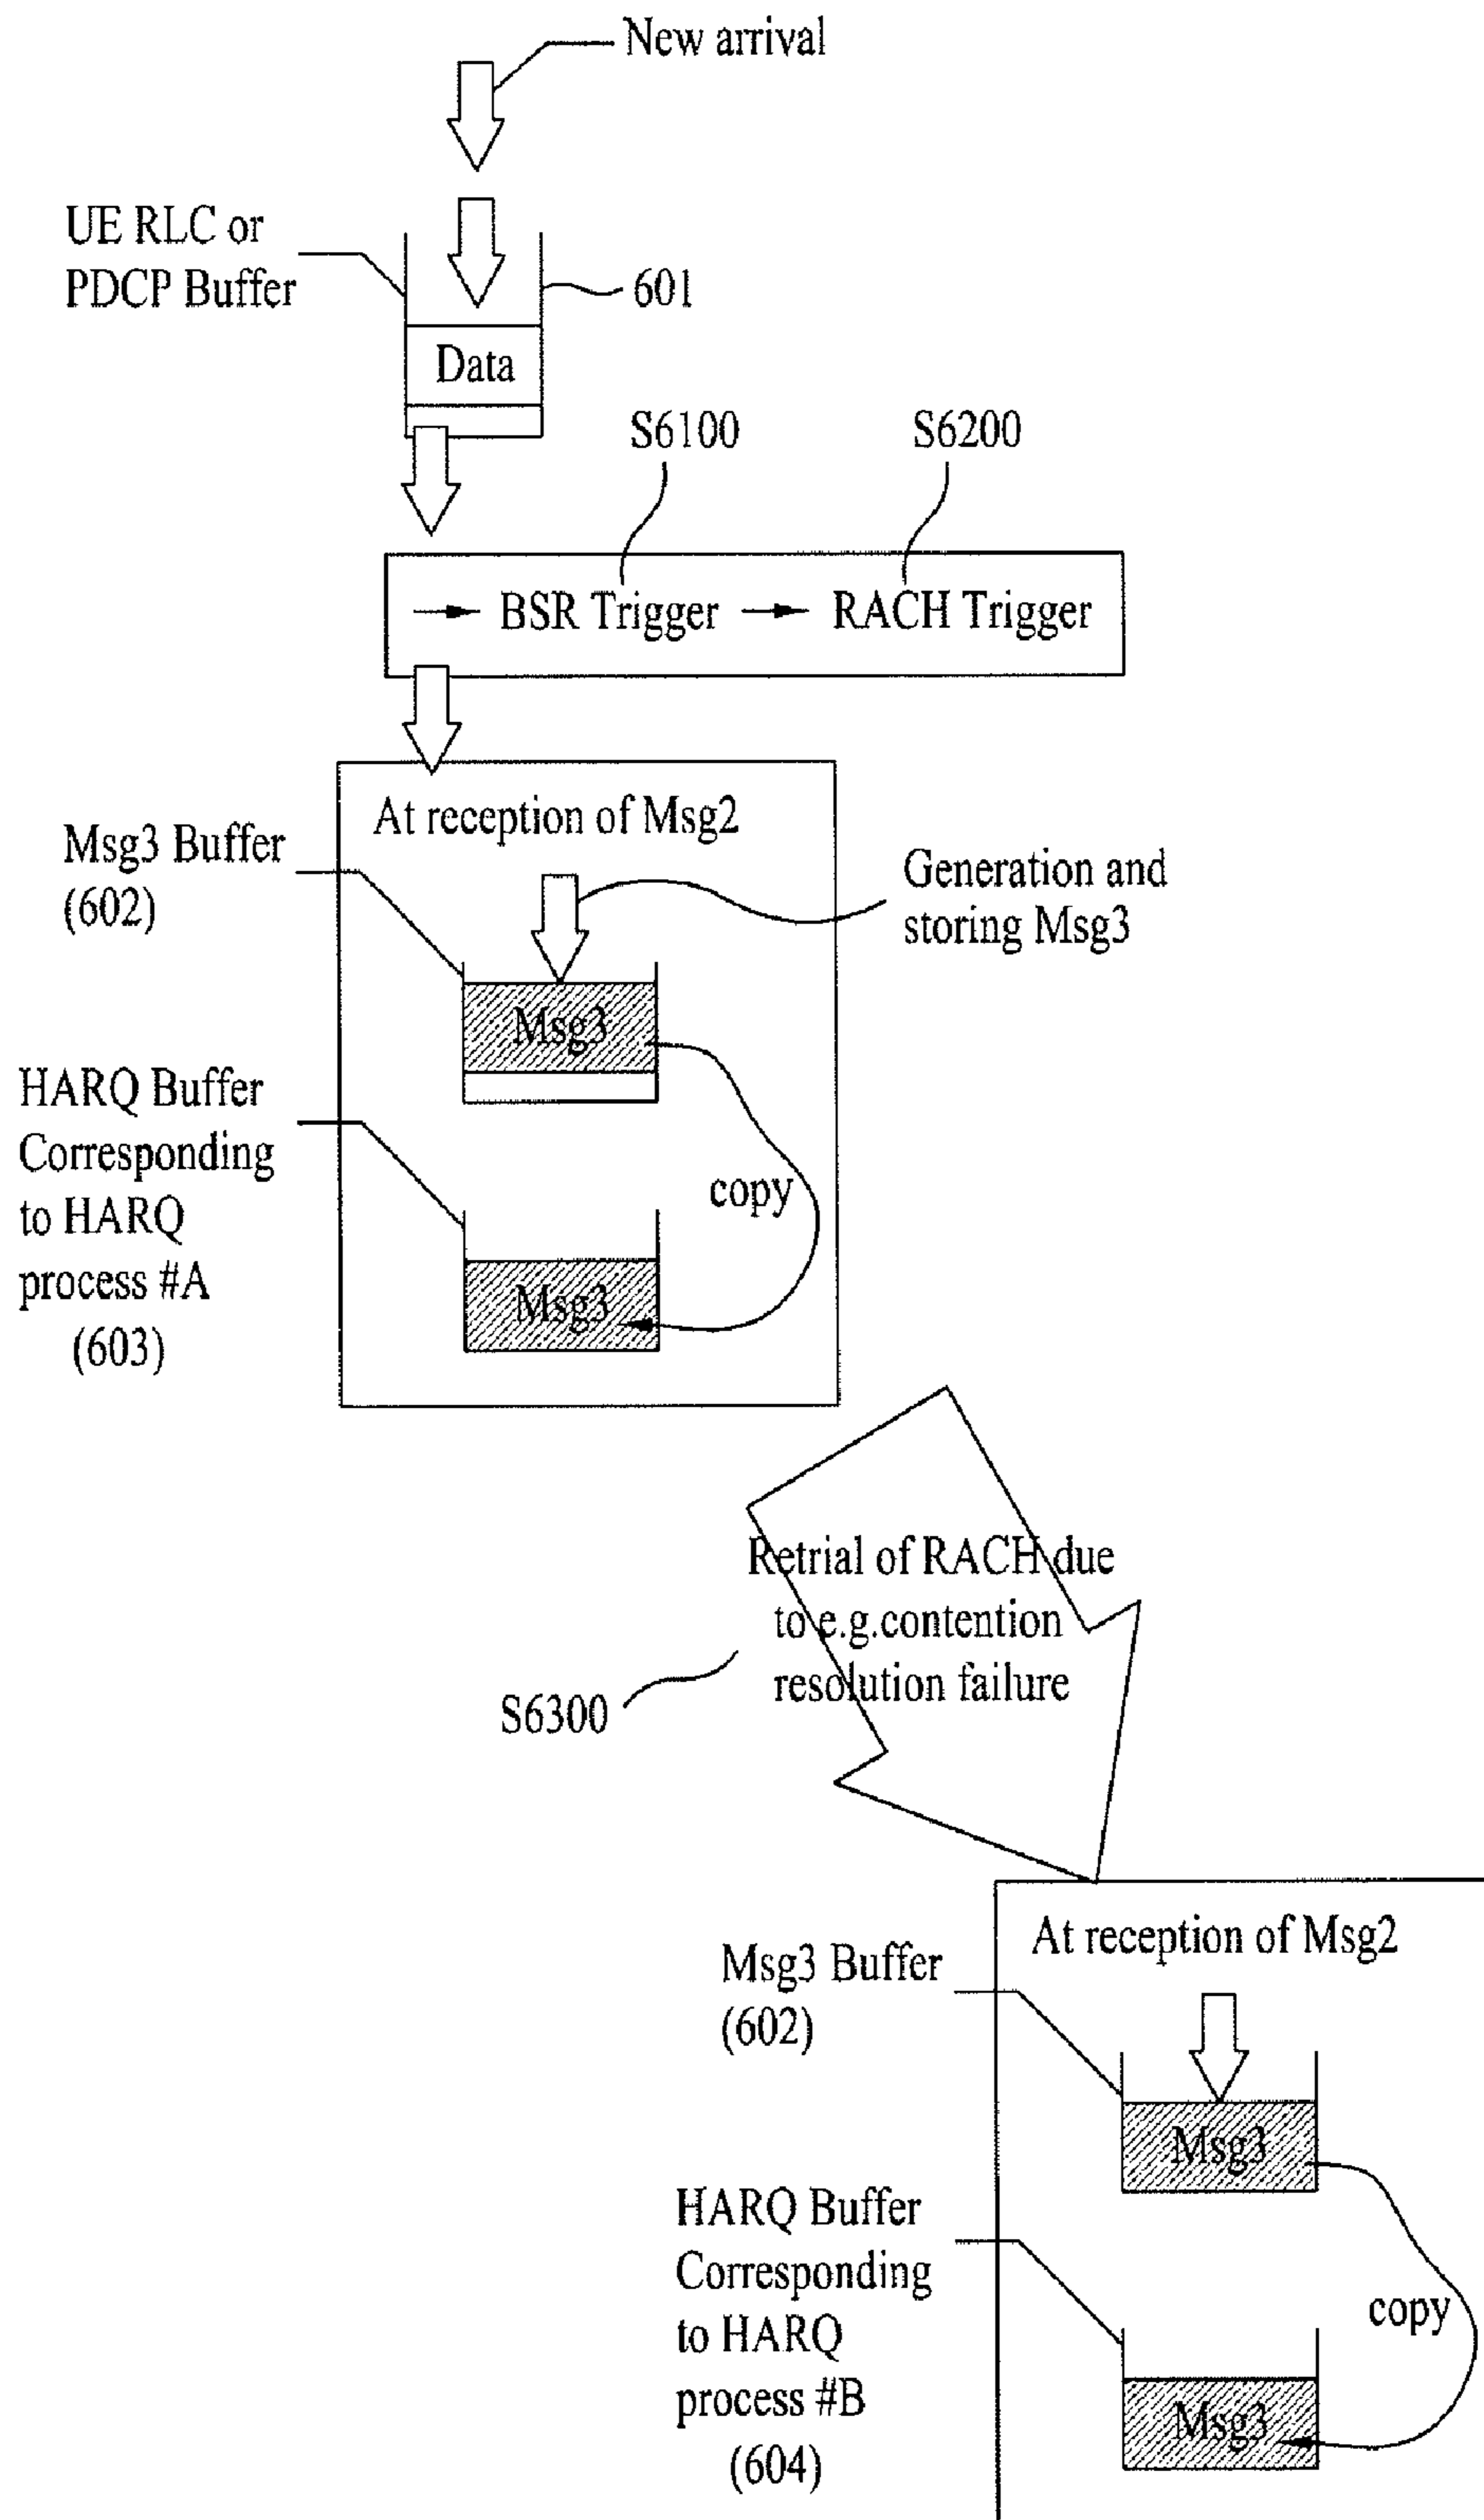 New arrival
UE RLC or
PDCP Buffer
601
Data
S6100
S6200
BSR Trigger
RACH Trigger
At reception of Msg2
Msg3 Buffer
(602)
Generation and
storing Msg3
Msg3
HARQ Buffer
Corresponding
to HARQ
process #A
(603)
copy
Msg3
Retrial of RACH due
to e.g.contention
resolution failure
S6300
At reception of Msg2
Msg3 Buffer
(602)
Msg3
HARQ Buffer
Corresponding
to HARQ
process #B
(604)
copy
Msg3